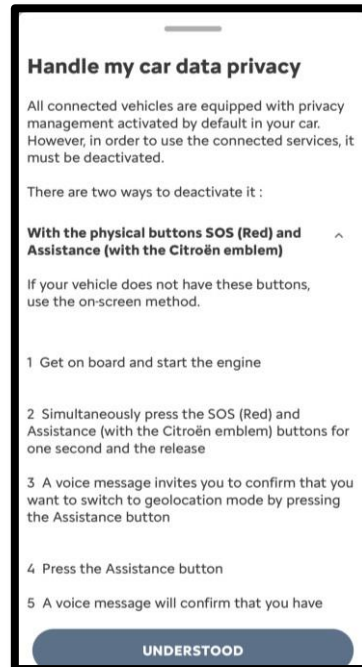 Handle my car data privacy
All connected vehicles are equipped with privacy
management activated by default in your car.
However, in order to use the connected services, it
must be deactivated.
There are two ways to deactivate it :
With the physical buttons SOS (Red) and
Assistance (with the Citroën emblem)
If your vehicle does not have these buttons,
use the on-screen method.
1 Get on board and start the engine
2 Simultaneously press the SOS (Red) and
Assistance (with the Citroën emblem) buttons for
one second and the release
3 A voice message invites you to confirm that you
want to switch to geolocation mode by pressing
the Assistance button
4 Press the Assistance button
5 A voice message will confirm that you have
UNDERSTOOD